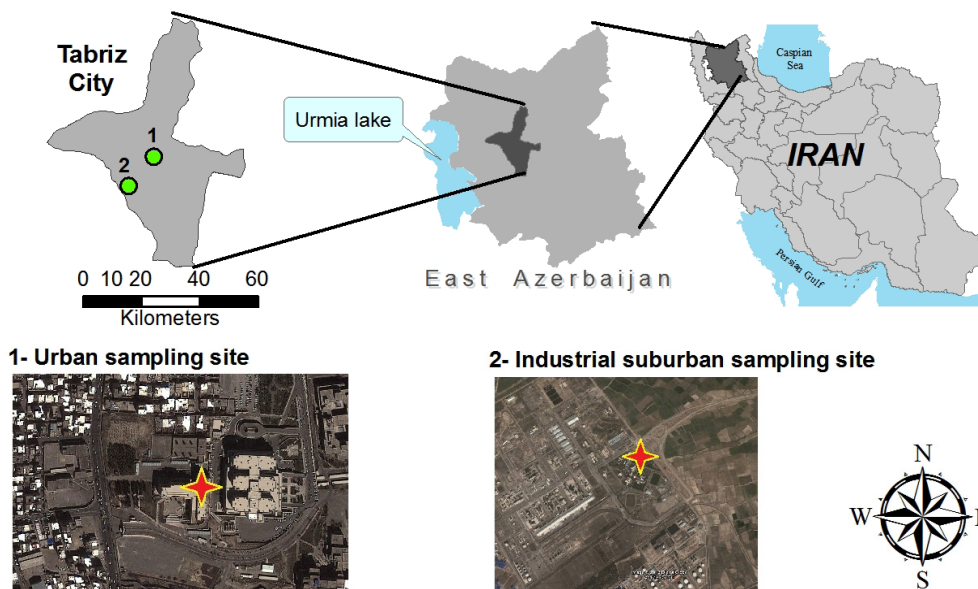 Tabriz
City
1
2
0 10 20 40 60
Kilometers
Urmia lake
East Azerbaijan
Caspian
Sea
IRAN
Persian Gulf
1- Urban sampling site
2- Industrial suburban sampling site
N
W
S